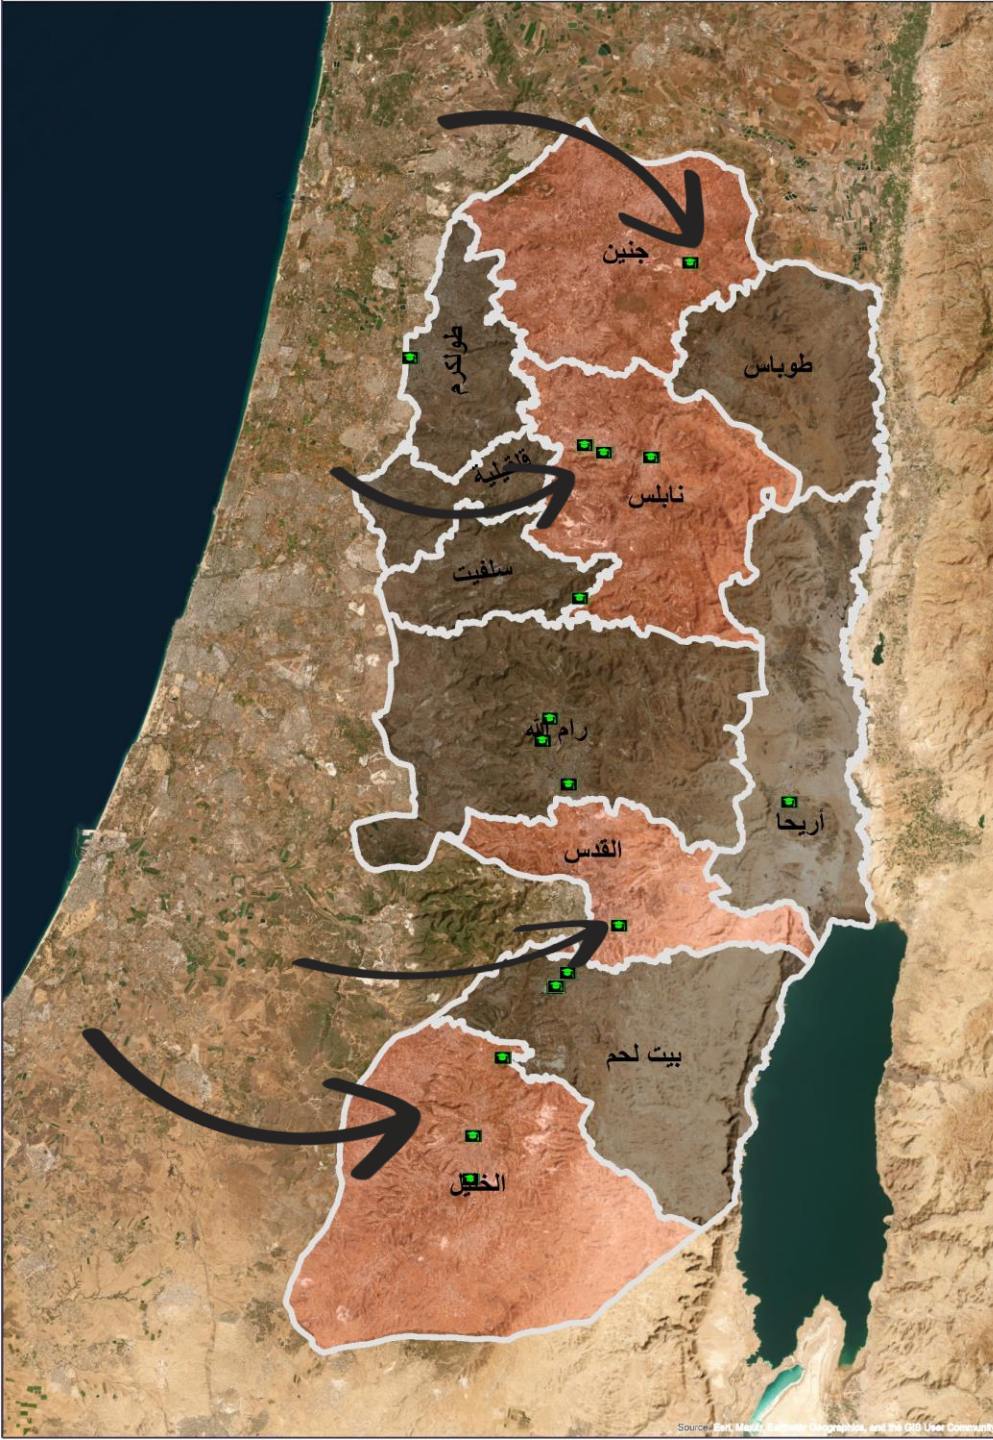 جنين
طولكرم
طوباس
قلقيلية
نابلس
سلفيت
رام الله
أريحا
القدس
بيت لحم
الخليل
Source: Esri, Maxar, Earthstar Geographics, and the GIS User Community